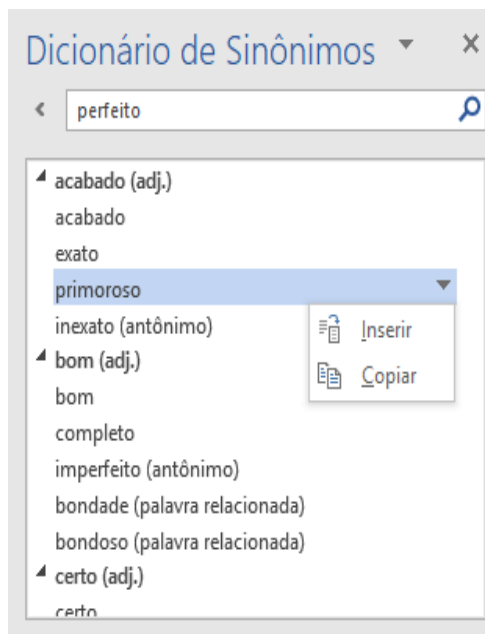 Dicionário de Sinônimos
perfeito
acabado (adj.)
acabado
exato
primoroso
inexato (antônimo)
Inserir
Copiar
bom (adj.)
bom
completo
imperfeito (antônimo)
bondade (palavra relacionada)
bondoso (palavra relacionada)
certo (adj.)
certo